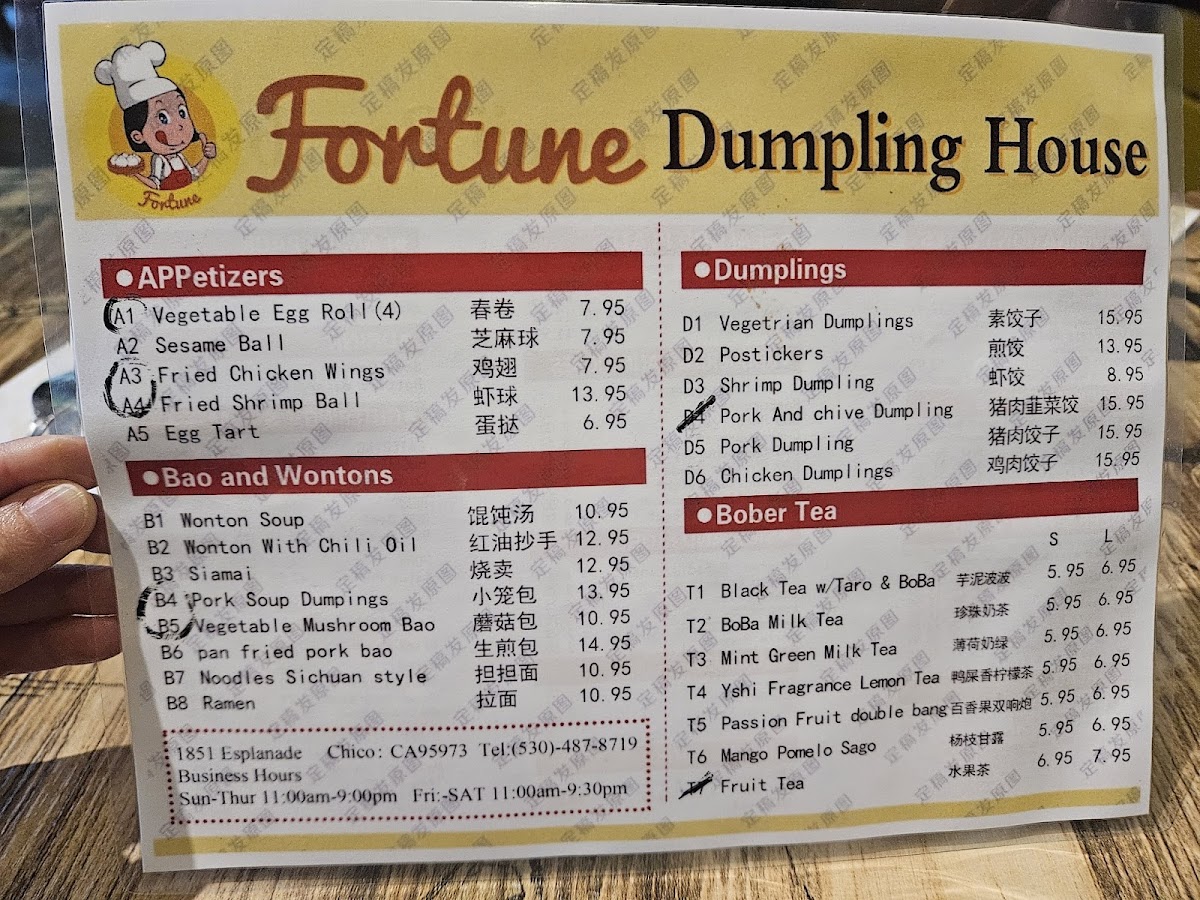 Fortune Dumpling House
Fortune
●APPetizers
A1 Vegetable Egg Roll(4) 春卷 7.95
A2 Sesame Ball 芝麻球 7.95
A3 Fried Chicken Wings 鸡翅 7.95
A4 Fried Shrimp Ball 虾球 13.95
A5 Egg Tart 蛋挞 6.95
●Bao and Wontons
B1 Wonton Soup 馄饨汤 10.95
B2 Wonton With Chili Oil 红油抄手 12.95
B3 Siamai 烧卖 12.95
B4 Pork Soup Dumpings 小笼包 13.95
B5 Vegetable Mushroom Bao 蘑菇包 10.95
B6 pan fried pork bao 生煎包 14.95
B7 Noodles Sichuan style 担担面 10.95
B8 Ramen 拉面 10.95
1851 Esplanade Chico: CA95973 Tel:(530)-487-8719
Business Hours
Sun-Thur 11:00am-9:00pm Fri:-SAT 11:00am-9:30pm
●Dumplings
D1 Vegetrian Dumplings 素饺子 15.95
D2 Postickers 煎饺 13.95
D3 Shrimp Dumpling 虾饺 8.95
D4 Pork And chive Dumpling 猪肉韮菜饺 15.95
D5 Pork Dumpling 猪肉饺子 15.95
D6 Chicken Dumplings 鸡肉饺子 15.95
●Bober Tea
S L
T1 Black Tea w/Taro & BoBa 芋泥波波 5.95 6.95
T2 BoBa Milk Tea 珍珠奶茶 5.95 6.95
T3 Mint Green Milk Tea 薄荷奶绿 5.95 6.95
T4 Yshi Fragrance Lemon Tea 鸭屎香柠檬茶 5.95 6.95
T5 Passion Fruit double bang 百香果双响炮 5.95 6.95
T6 Mango Pomelo Sago 杨枝甘露 5.95 6.95
T7 Fruit Tea 水果茶 6.95 7.95
定稿发原图